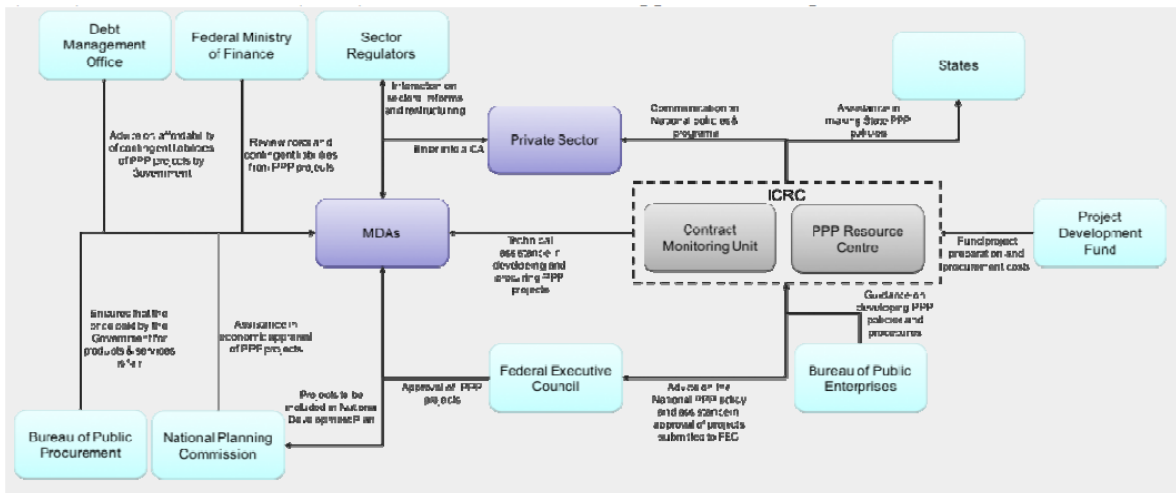 Debt
Management
Office
Federal Ministry
of Finance
Sector
Regulators
States
Interaction on
sectors reforms
and restructuring
Communication on
National policies &
programs
Assistance in
making State PPP
policies
Private Sector
Enter into a CA
Advice on affordability
of contingent liabilities
of PPP projects by
Government
Review costs and
contingent liabilities
from PPP projects
ICRC
MDAs
Contract
Monitoring Unit
PPP Resource
Centre
Project
Development
Fund
Technical
assistance in
developing and
procuring PPP
projects
Fund project
preparation and
procurement costs
Ensures that the
price paid by the
Government for
products & services
is fair
Assistance in
economic appraisal
of PPP projects
Guidance on
developing PPP
policies and
procedures
Federal Executive
Council
Bureau of Public
Enterprises
Approval of PPP
projects
Projects to be
included in National
Development Plan
Advice on the
National PPP policy
and assistance in
approval of projects
submitted to FEC
Bureau of Public
Procurement
National Planning
Commission